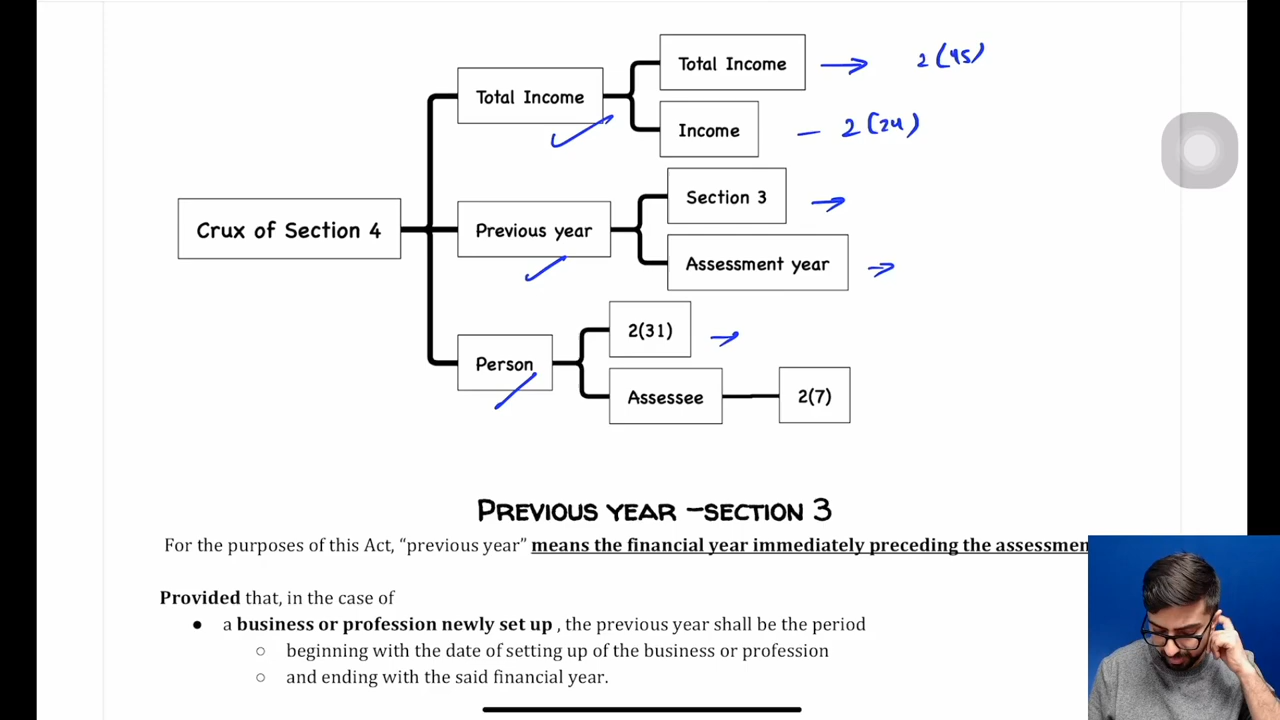 Total Income → 2(45)
Total Income
Income – 2(24)
Section 3 →
Crux of Section 4
Previous year
Assessment year →
2(31) →
Person
Assessee
2(7)
PREVIOUS YEAR –SECTION 3
For the purposes of this Act, “previous year” means the financial year immediately preceding the assessmen
Provided that, in the case of
● a business or profession newly set up , the previous year shall be the period
○ beginning with the date of setting up of the business or profession
○ and ending with the said financial year.